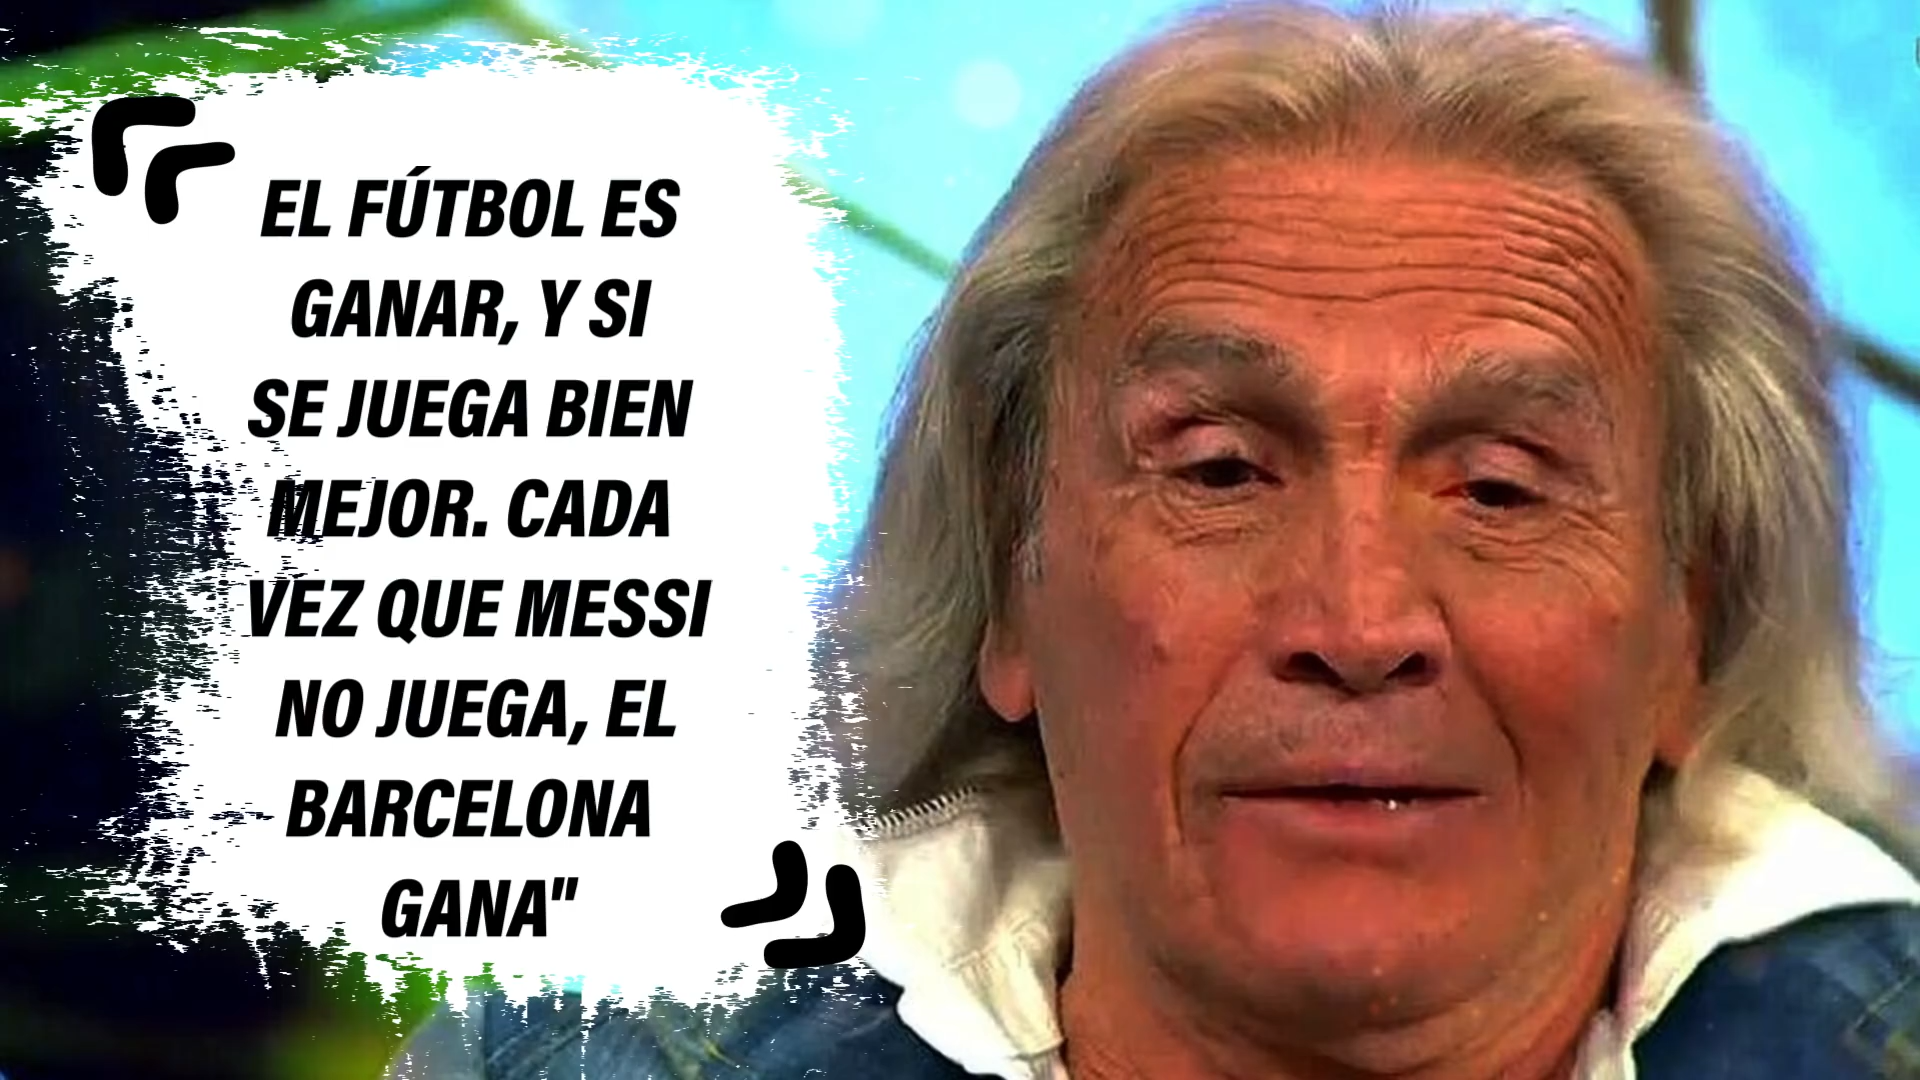 EL FÚTBOL ES
GANAR, Y SI
SE JUEGA BIEN
MEJOR. CADA
VEZ QUE MESSI
NO JUEGA, EL
BARCELONA
GANA"